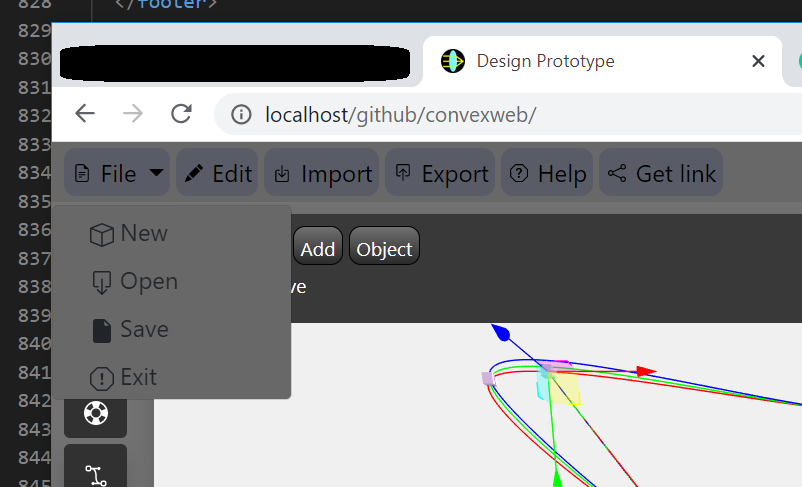 828 </footer>
829
830
831
832
833
834
835
836
837
838
839
840
841
842
843
844
845
Design Prototype
localhost/github/convexweb/
File Edit Import Export Help Get link
New
Open
Save
Exit
Add Object
ve